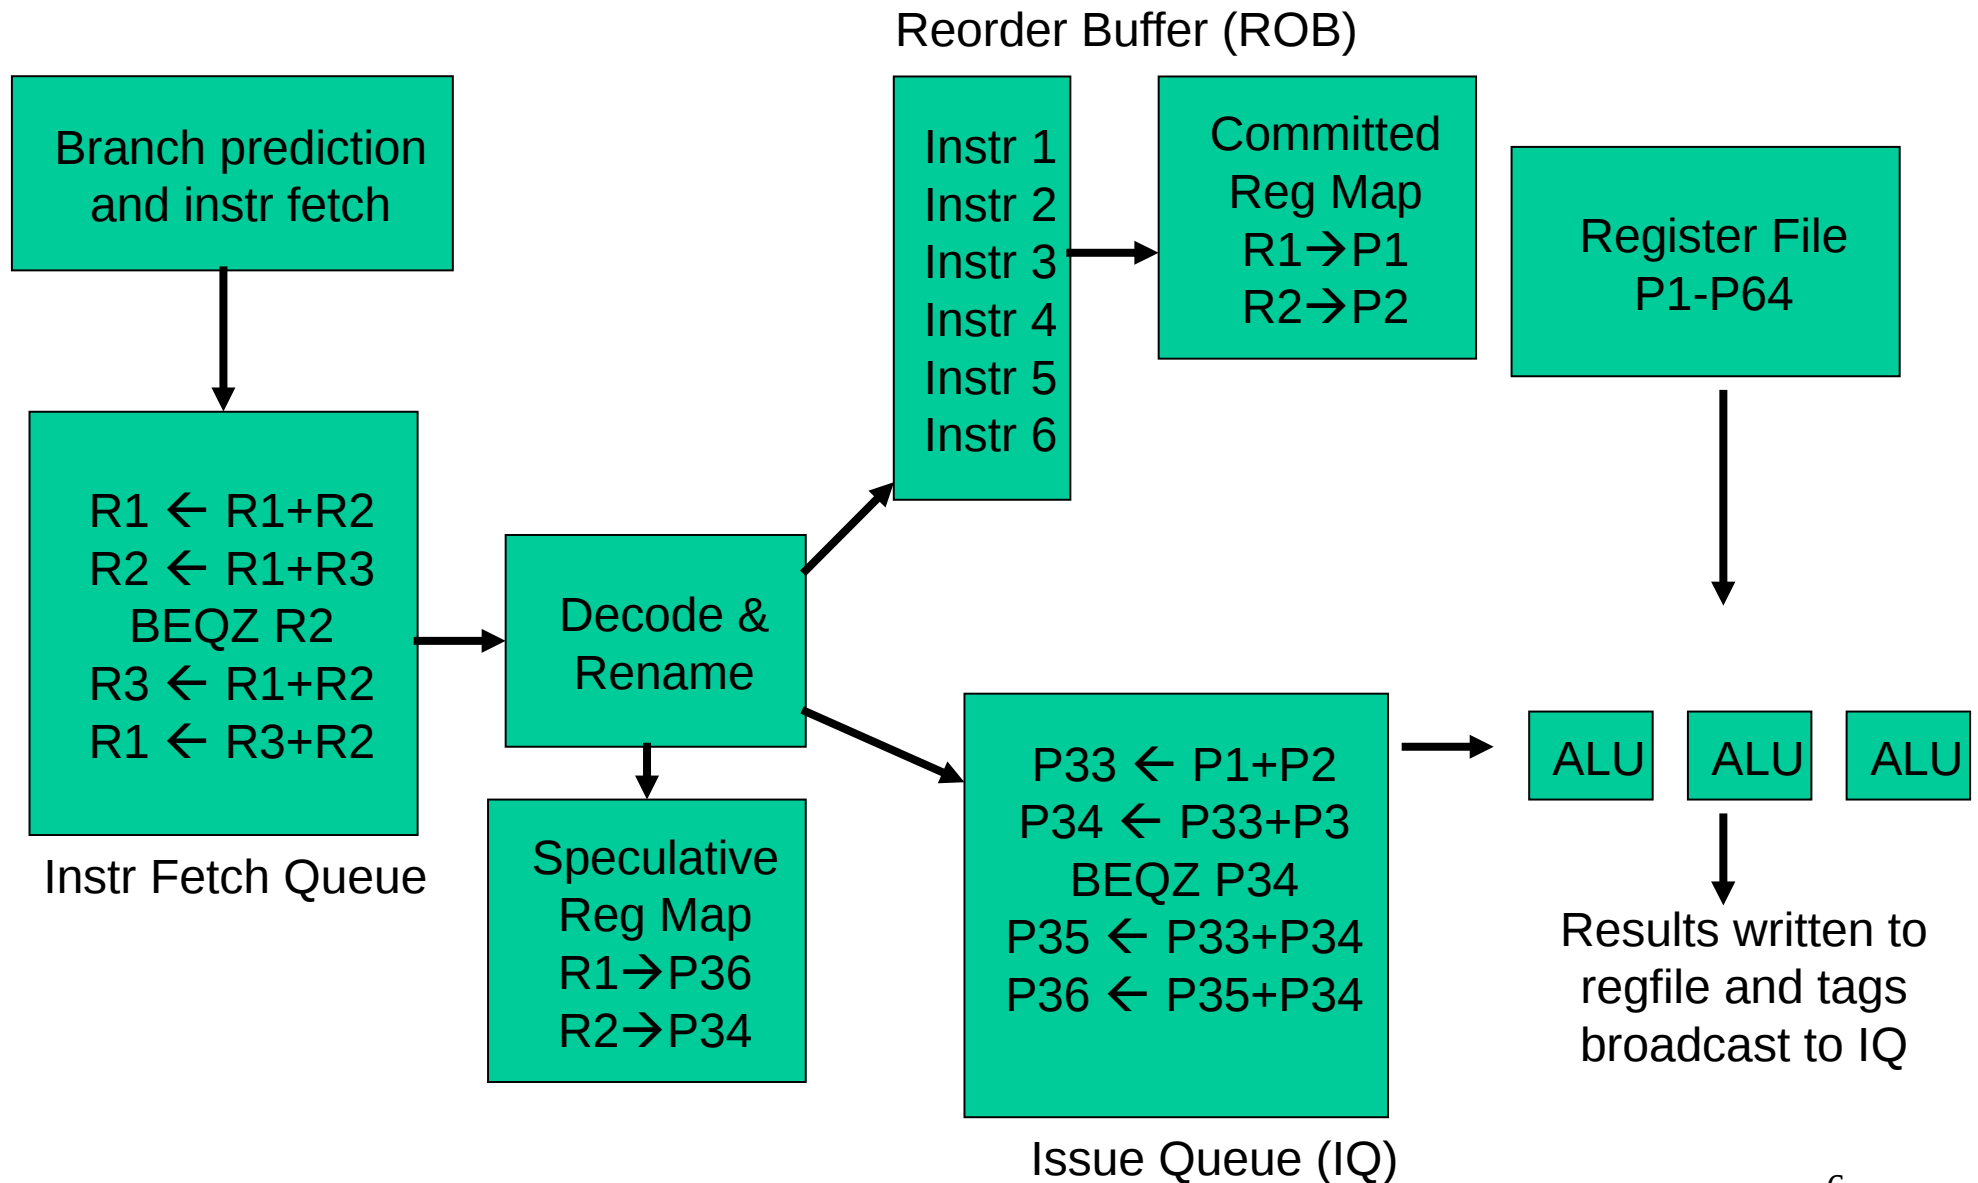 Reorder Buffer (ROB)
Branch prediction
and instr fetch
Instr 1
Instr 2
Instr 3
Instr 4
Instr 5
Instr 6
Committed
Reg Map
R1→P1
R2→P2
Register File
P1-P64
R1 ← R1+R2
R2 ← R1+R3
BEQZ R2
R3 ← R1+R2
R1 ← R3+R2
Instr Fetch Queue
Decode &
Rename
Speculative
Reg Map
R1→P36
R2→P34
P33 ← P1+P2
P34 ← P33+P3
BEQZ P34
P35 ← P33+P34
P36 ← P35+P34
Issue Queue (IQ)
ALU
ALU
ALU
Results written to
regfile and tags
broadcast to IQ